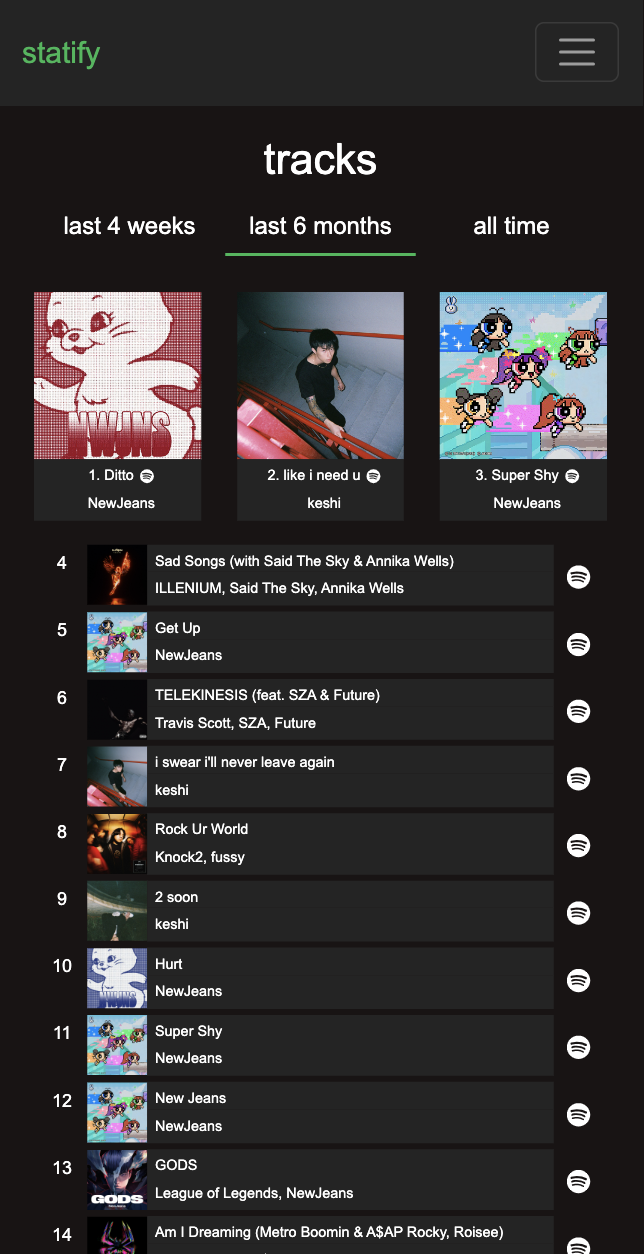 statify
tracks
last 4 weeks
last 6 months
all time
NWJNS
1. Ditto
NewJeans
2. like i need u
keshi
3. Super Shy
NewJeans
4
Sad Songs (with Said The Sky & Annika Wells)
ILLENIUM, Said The Sky, Annika Wells
5
Get Up
NewJeans
6
TELEKINESIS (feat. SZA & Future)
Travis Scott, SZA, Future
7
i swear i'll never leave again
keshi
8
Rock Ur World
Knock2, fussy
9
2 soon
keshi
10
NWJNS
Hurt
NewJeans
11
Super Shy
NewJeans
12
New Jeans
NewJeans
13
GODS
GODS
League of Legends, NewJeans
14
Am I Dreaming (Metro Boomin & A$AP Rocky, Roisee)